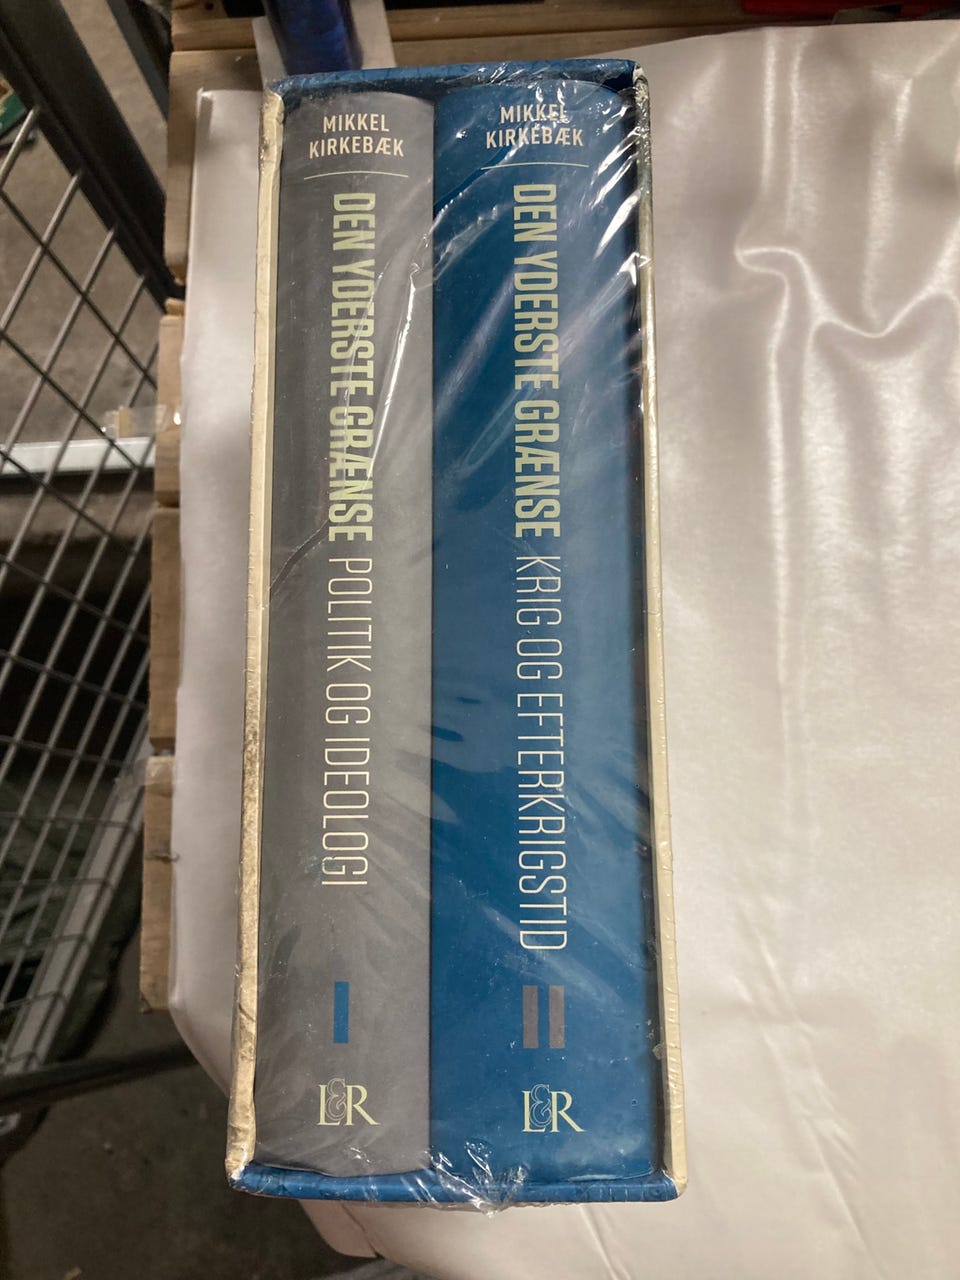 MIKKEL
KIRKEBÆK
DEN YDERSTE GRÆNSE POLITIK OG IDEOLOGI
I
L&R
MIKKEL
KIRKEBÆK
DEN YDERSTE GRÆNSE KRIG OG EFTERKRIGSTID
II
L&R